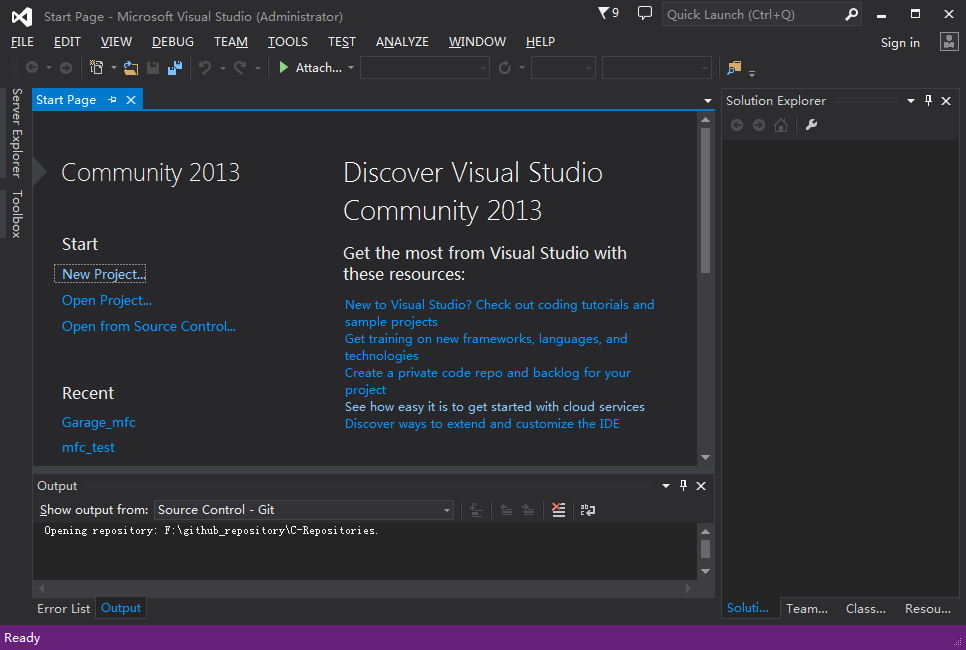 Start Page - Microsoft Visual Studio (Administrator)
9
Quick Launch (Ctrl+Q)
FILE EDIT VIEW DEBUG TEAM TOOLS TEST ANALYZE WINDOW HELP
Sign in
Attach...
Server Explorer
Toolbox
Start Page
Community 2013
Start
New Project...
Open Project...
Open from Source Control...
Recent
Garage_mfc
mfc_test
Discover Visual Studio
Community 2013
Get the most from Visual Studio with
these resources:
New to Visual Studio? Check out coding tutorials and
sample projects
Get training on new frameworks, languages, and
technologies
Create a private code repo and backlog for your
project
See how easy it is to get started with cloud services
Discover ways to extend and customize the IDE
Solution Explorer
Output
Show output from: Source Control - Git
Opening repository: F:\github_repository\C-Repositories.
Error List Output
Soluti... Team... Class... Resou...
Ready